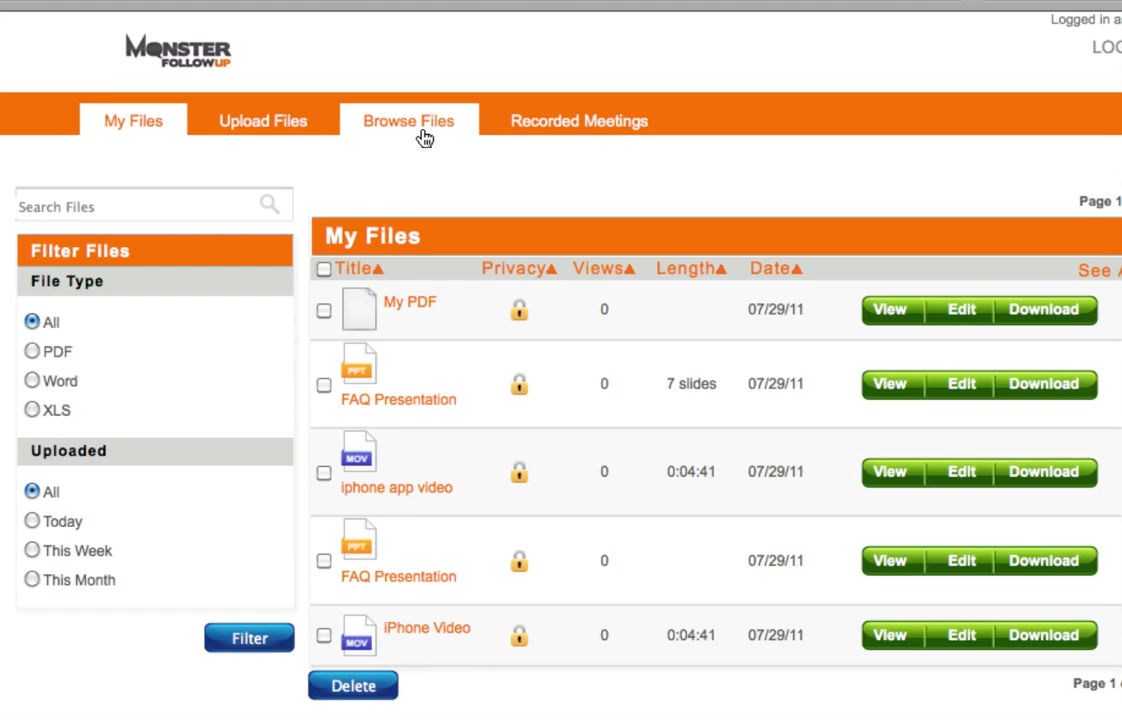 Logged in a
MONSTER
FOLLOWUP
LOG
My Files
Upload Files
Browse Files
Recorded Meetings
Search Files
Page 1
Filter Files
File Type
All
PDF
Word
XLS
Uploaded
All
Today
This Week
This Month
Filter
My Files
Title▲ Privacy▲ Views▲ Length▲ Date▲ See A
My PDF 0 07/29/11 View Edit Download
PPT
FAQ Presentation 0 7 slides 07/29/11 View Edit Download
MOV
iphone app video 0 0:04:41 07/29/11 View Edit Download
PPT
FAQ Presentation 0 07/29/11 View Edit Download
MOV
iPhone Video 0 0:04:41 07/29/11 View Edit Download
Delete
Page 1